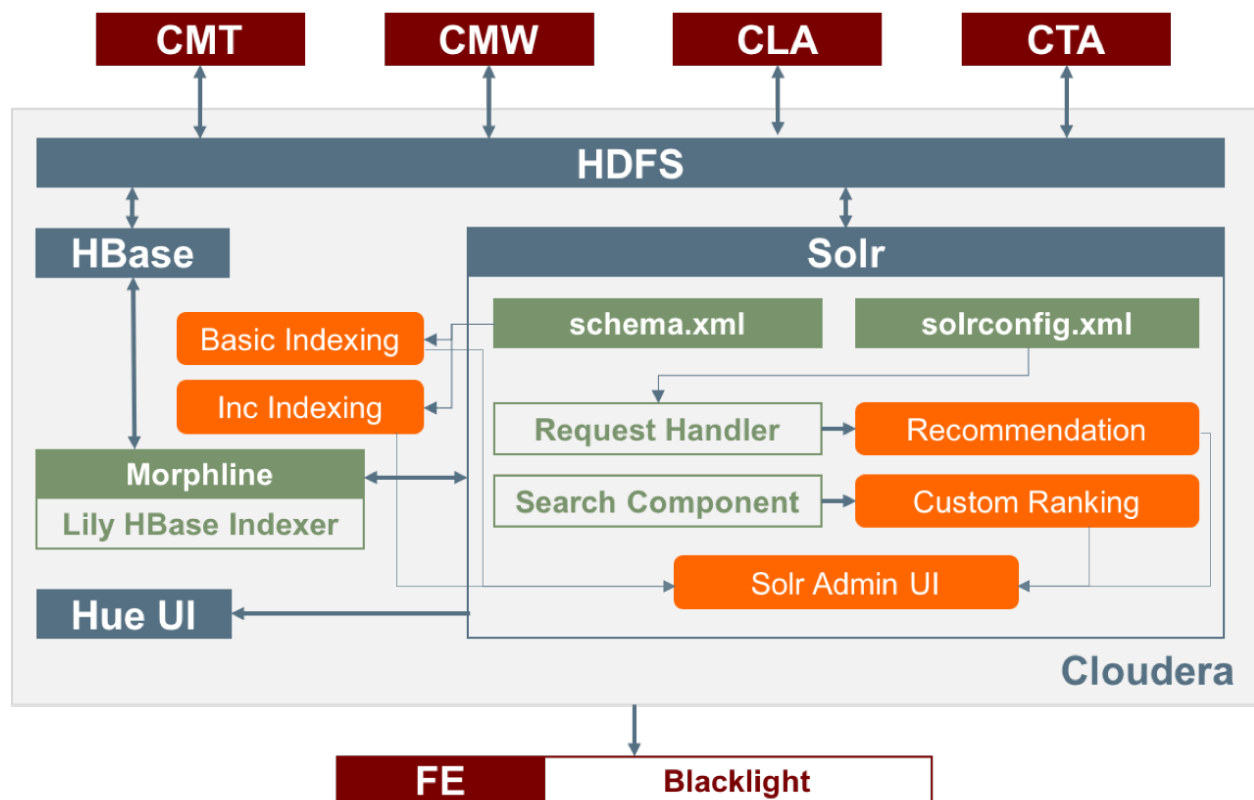 CMT
CMW
CLA
CTA
HDFS
HBase
Solr
schema.xml
solrconfig.xml
Basic Indexing
Inc Indexing
Request Handler
Recommendation
Morphline
Lily HBase Indexer
Search Component
Custom Ranking
Solr Admin UI
Hue UI
Cloudera
FE
Blacklight